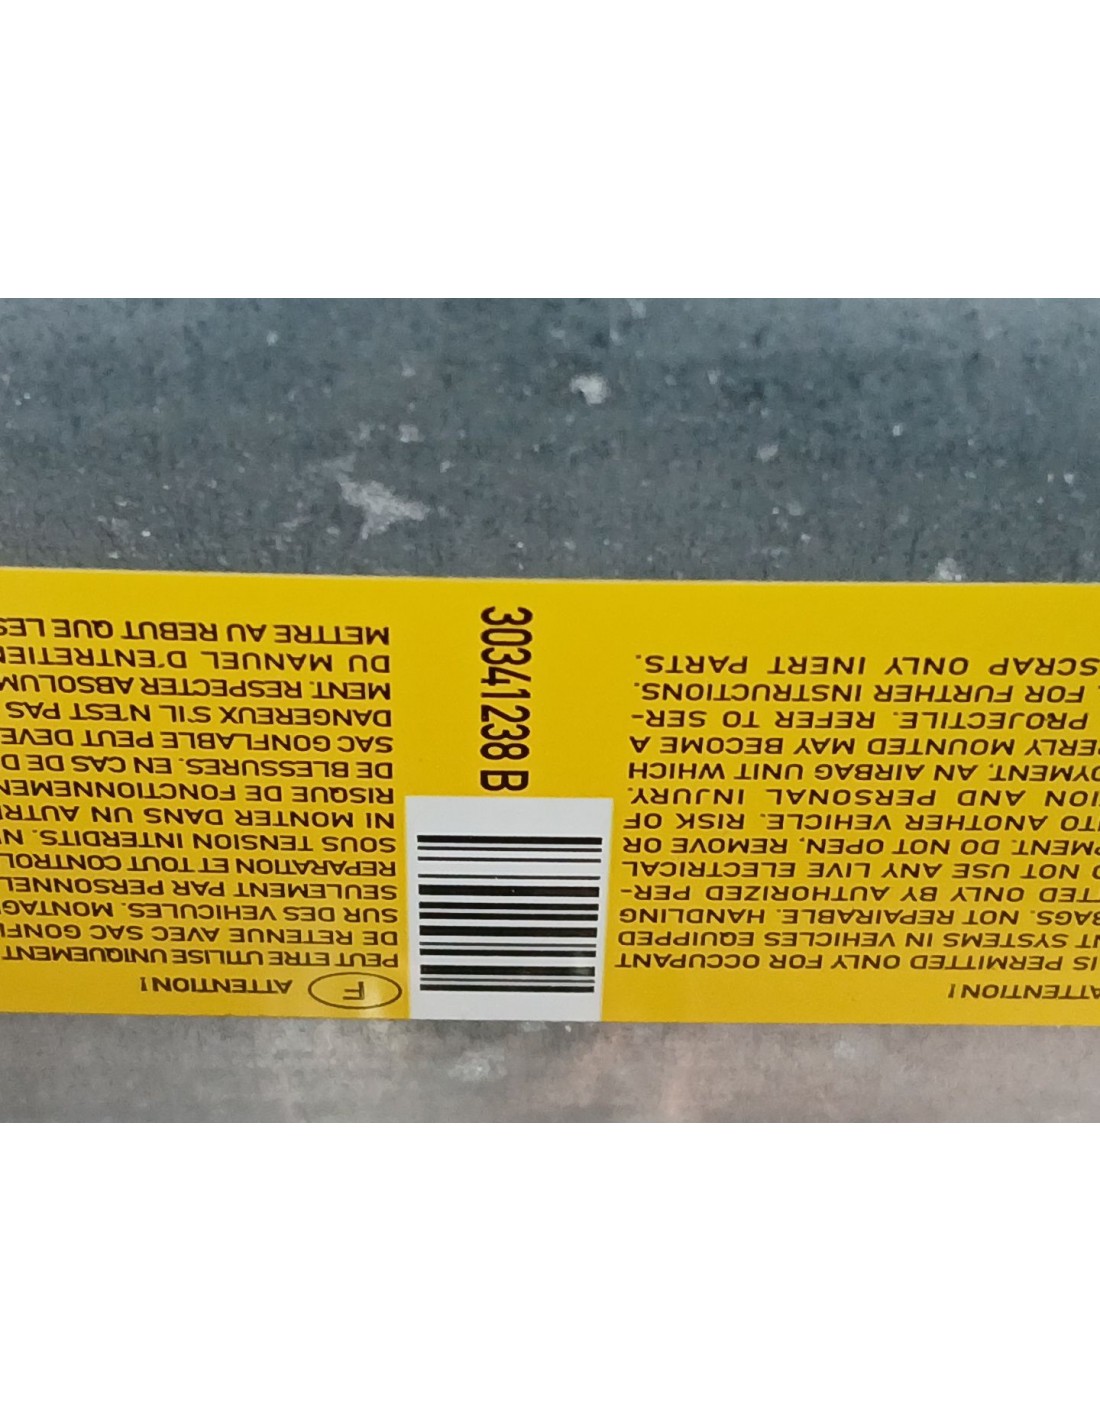 ATTENTION !
IS PERMITTED ONLY FOR OCCUPANT
NT SYSTEMS IN VEHICLES EQUIPPED
BAGS. NOT REPAIRABLE. HANDLING
TTED ONLY BY AUTHORIZED PER-
O NOT USE ANY LIVE ELECTRICAL
PMENT. DO NOT OPEN, REMOVE OR
TO ANOTHER VEHICLE. RISK OF
ION AND PERSONAL INJURY.
OYMENT. AN AIRBAG UNIT WHICH
ERLY MOUNTED MAY BECOME A
PROJECTILE. REFER TO SER-
L FOR FURTHER INSTRUCTIONS.
SCRAP ONLY INERT PARTS.
30341238 B
F ATTENTION !
PEUT ETRE UTILISE UNIQUEMENT
DE RETENUE AVEC SAC GONFL
SUR DES VEHICULES. MONTAG
SEULEMENT PAR PERSONNEL
REPARATION ET TOUT CONTROL
SOUS TENSION INTERDITS. N
NI MONTER DANS UN AUTRE
RISQUE DE FONCTIONNEMEN
DE BLESSURES. EN CAS DE D
SAC GONFLABLE PEUT DEVE
DANGEREUX S'IL N'EST PAS
MENT. RESPECTER ABSOLUM
DU MANUEL D'ENTRETIEN
METTRE AU REBUT QUE LES